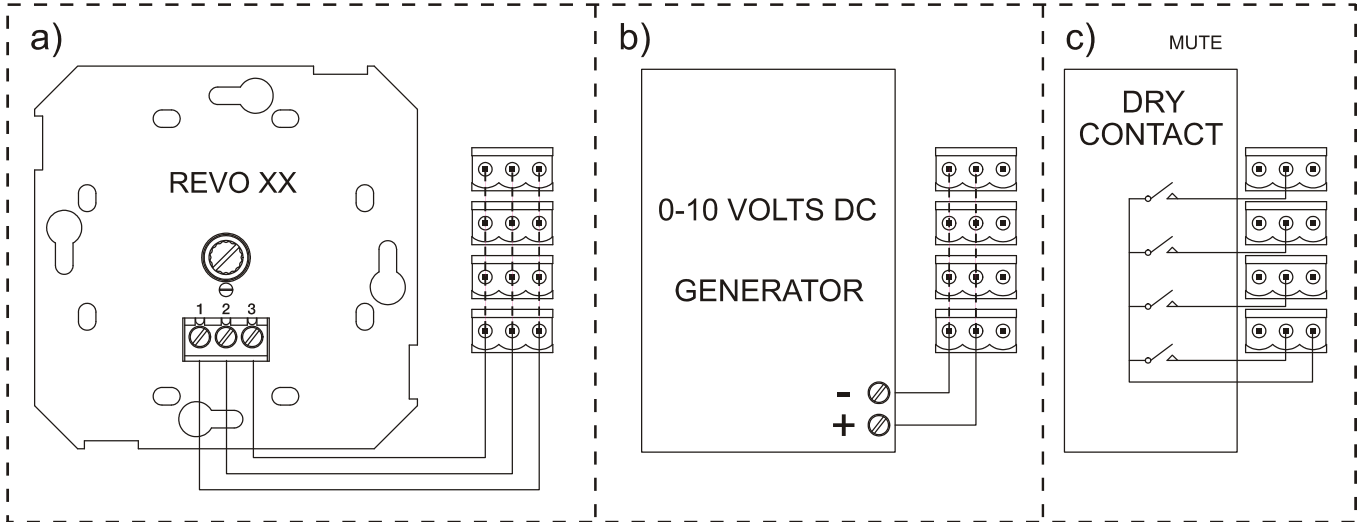 a)
REVO XX
1 2 3
b)
0-10 VOLTS DC
GENERATOR
-
+
c)
MUTE
DRY
CONTACT